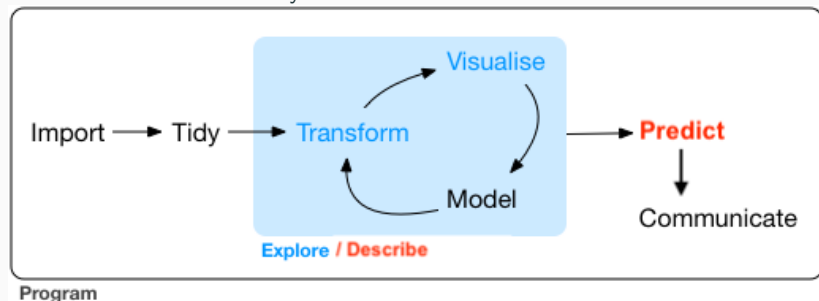 Visualise
Import
Tidy
Transform
Predict
Model
Communicate
Explore / Describe
Program